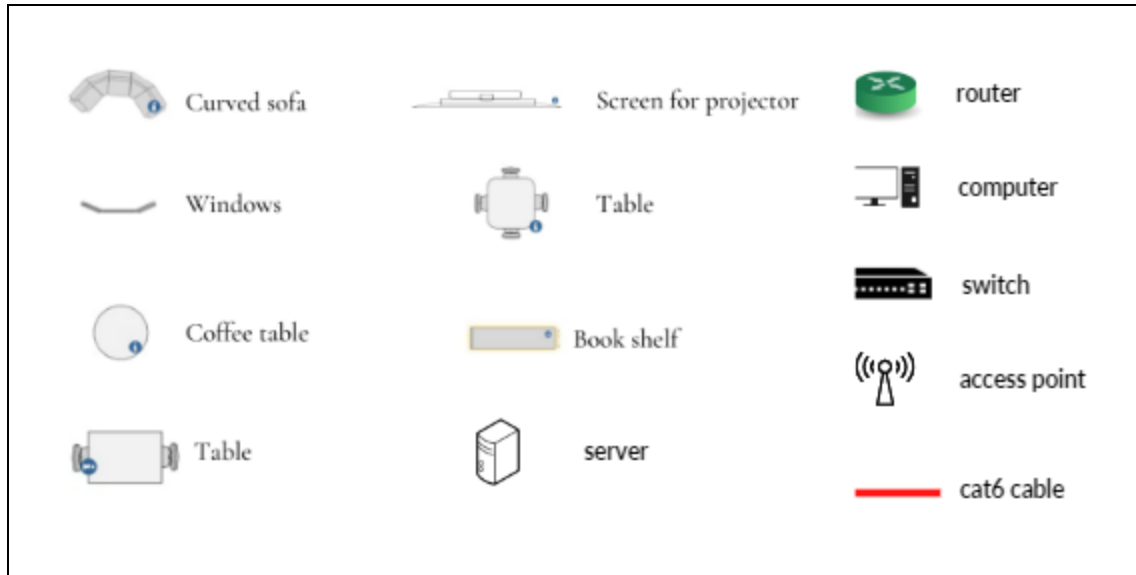 Curved sofa
Screen for projector
router
Windows
Table
computer
switch
Coffee table
Book shelf
access point
Table
server
cat6 cable